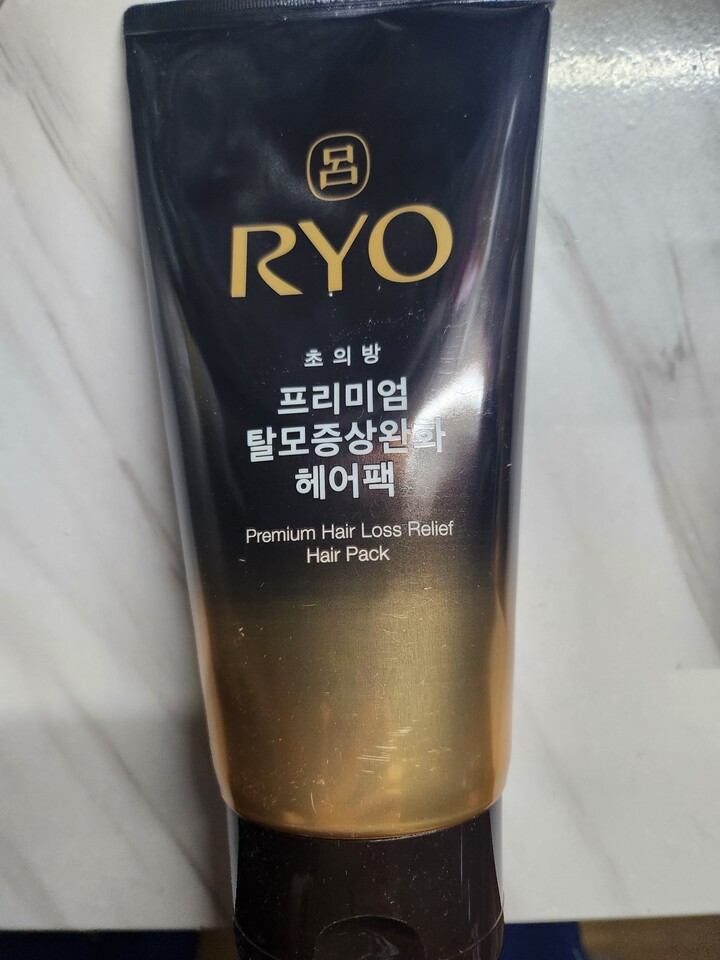 呂
RYO
초의방
프리미엄
탈모증상완화
헤어팩
Premium Hair Loss Relief
Hair Pack